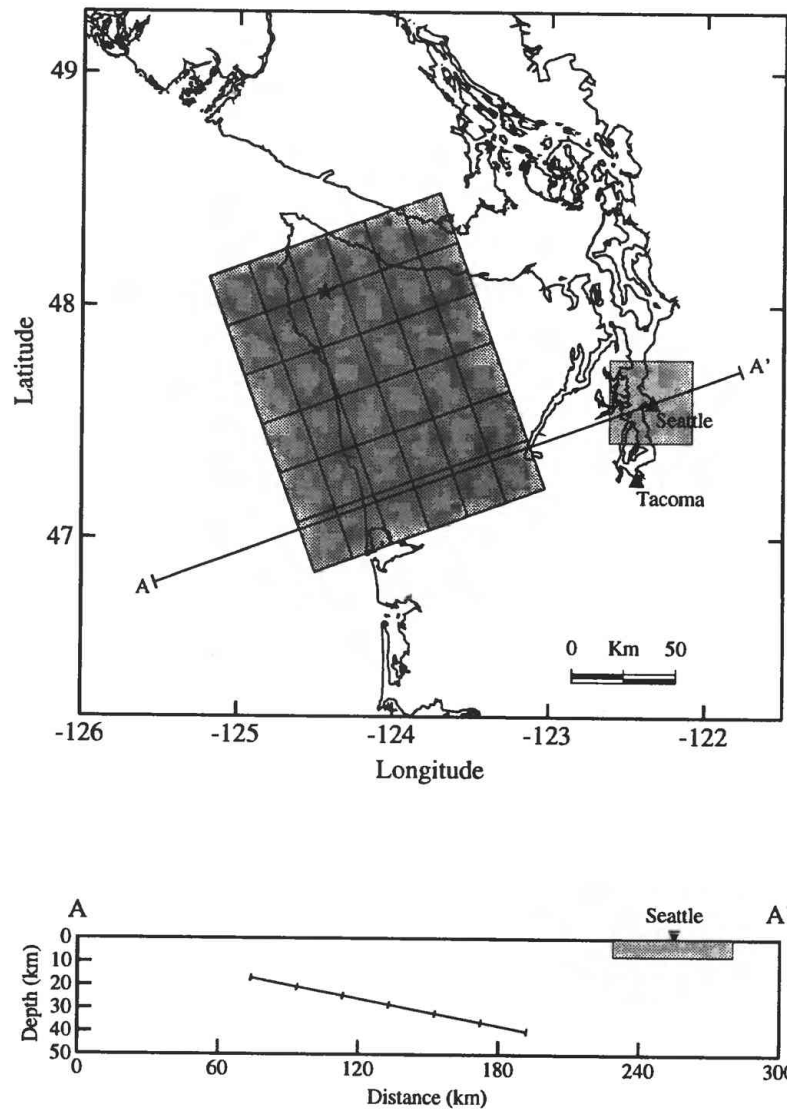 49
48
47
Latitude
A'
Seattle
Tacoma
A
0 Km 50
-126 -125 -124 -123 -122
Longitude
A A
Seattle
0
10
20
30
40
50
Depth (km)
0 60 120 180 240 300
Distance (km)